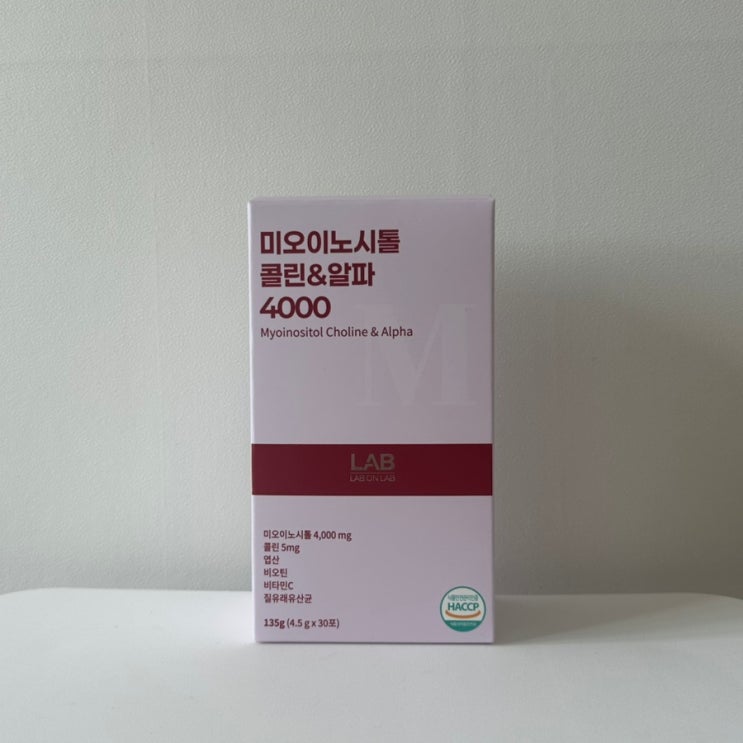 미오이노시톨
콜린&알파
4000
Myoinositol Choline & Alpha
M
LAB
LAB ON LAB
미오이노시톨 4,000 mg
콜린 5mg
엽산
비오틴
비타민C
질유래유산균
135g (4.5 g x 30포)
HACCP